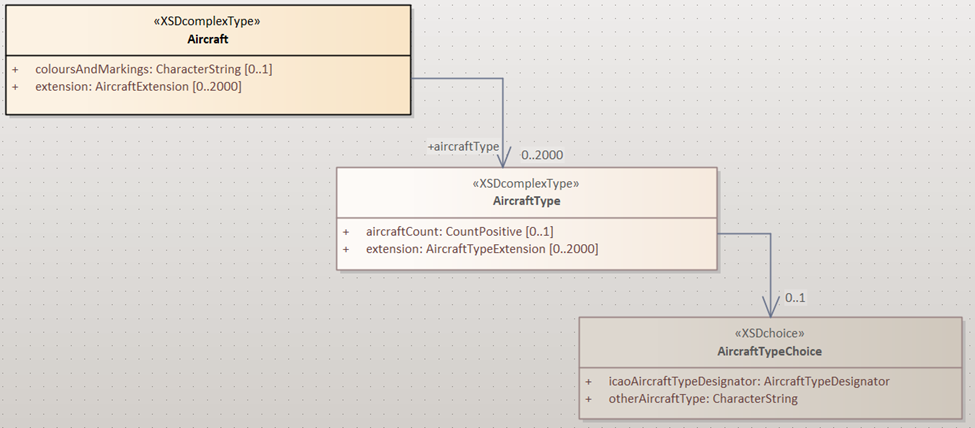 «XSDcomplexType»
Aircraft
+ coloursAndMarkings: CharacterString [0..1]
+ extension: AircraftExtension [0..2000]
+aircraftType
0..2000
«XSDcomplexType»
AircraftType
+ aircraftCount: CountPositive [0..1]
+ extension: AircraftTypeExtension [0..2000]
0..1
«XSDchoice»
AircraftTypeChoice
+ icaoAircraftTypeDesignator: AircraftTypeDesignator
+ otherAircraftType: CharacterString